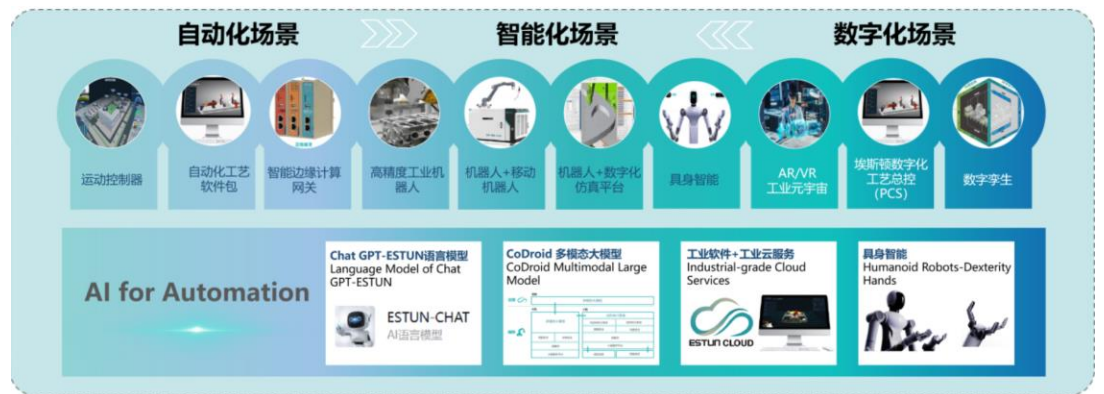 自动化场景
智能化场景
数字化场景
运动控制器
自动化工艺
软件包
智能边缘计算
网关
高精度工业机
器人
机器人+移动
机器人
机器人+数字化
仿真平台
具身智能
AR/VR
工业元宇宙
埃斯顿数字化
工艺总控
(PCS)
数字孪生
AI for Automation
Chat GPT-ESTUN语言模型
Language Model of Chat
GPT-ESTUN
ESTUN-CHAT
AI语言模型
CoDroid 多模态大模型
CoDroid Multimodal Large
Model
工业软件+工业云服务
Industrial-grade Cloud
Services
ESTUN CLOUD
具身智能
Humanoid Robots-Dexterity
Hands